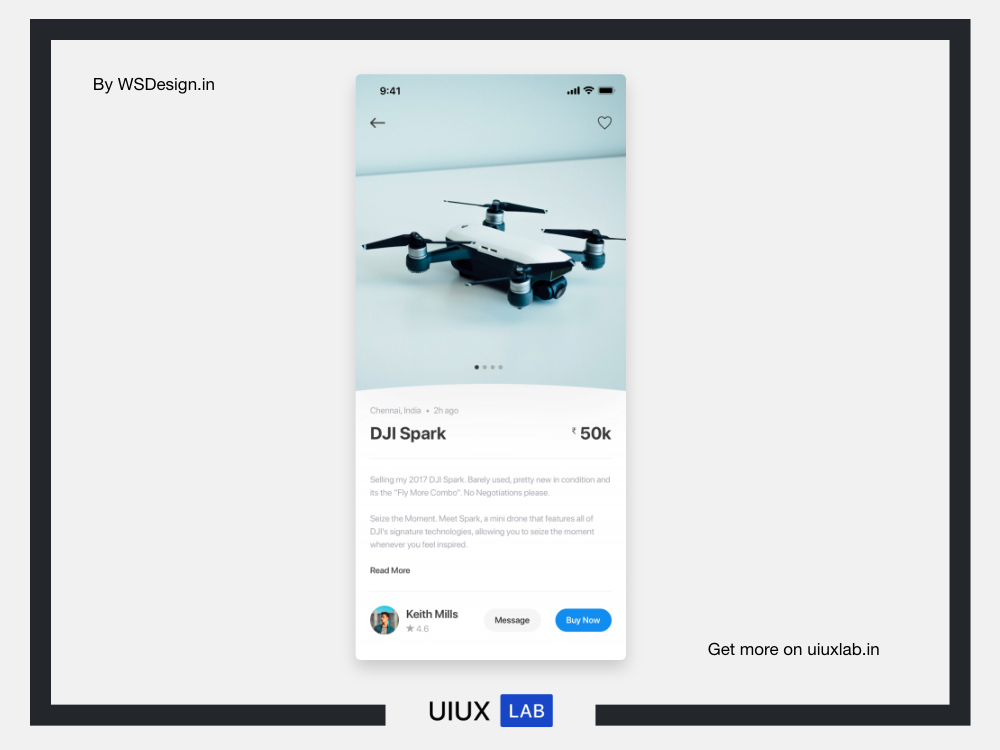 By WSDesign.in
9:41
Chennai, India • 2h ago
DJI Spark
₹ 50k
Selling my 2017 DJI Spark. Barely used, pretty new in condition and
its the "Fly More Combo". No Negotiations please.
Seize the Moment. Meet Spark, a mini drone that features all of
DJI's signature technologies, allowing you to seize the moment
whenever you feel inspired.
Read More
Keith Mills
★ 4.6
Message
Buy Now
Get more on uiuxlab.in
UIUX LAB